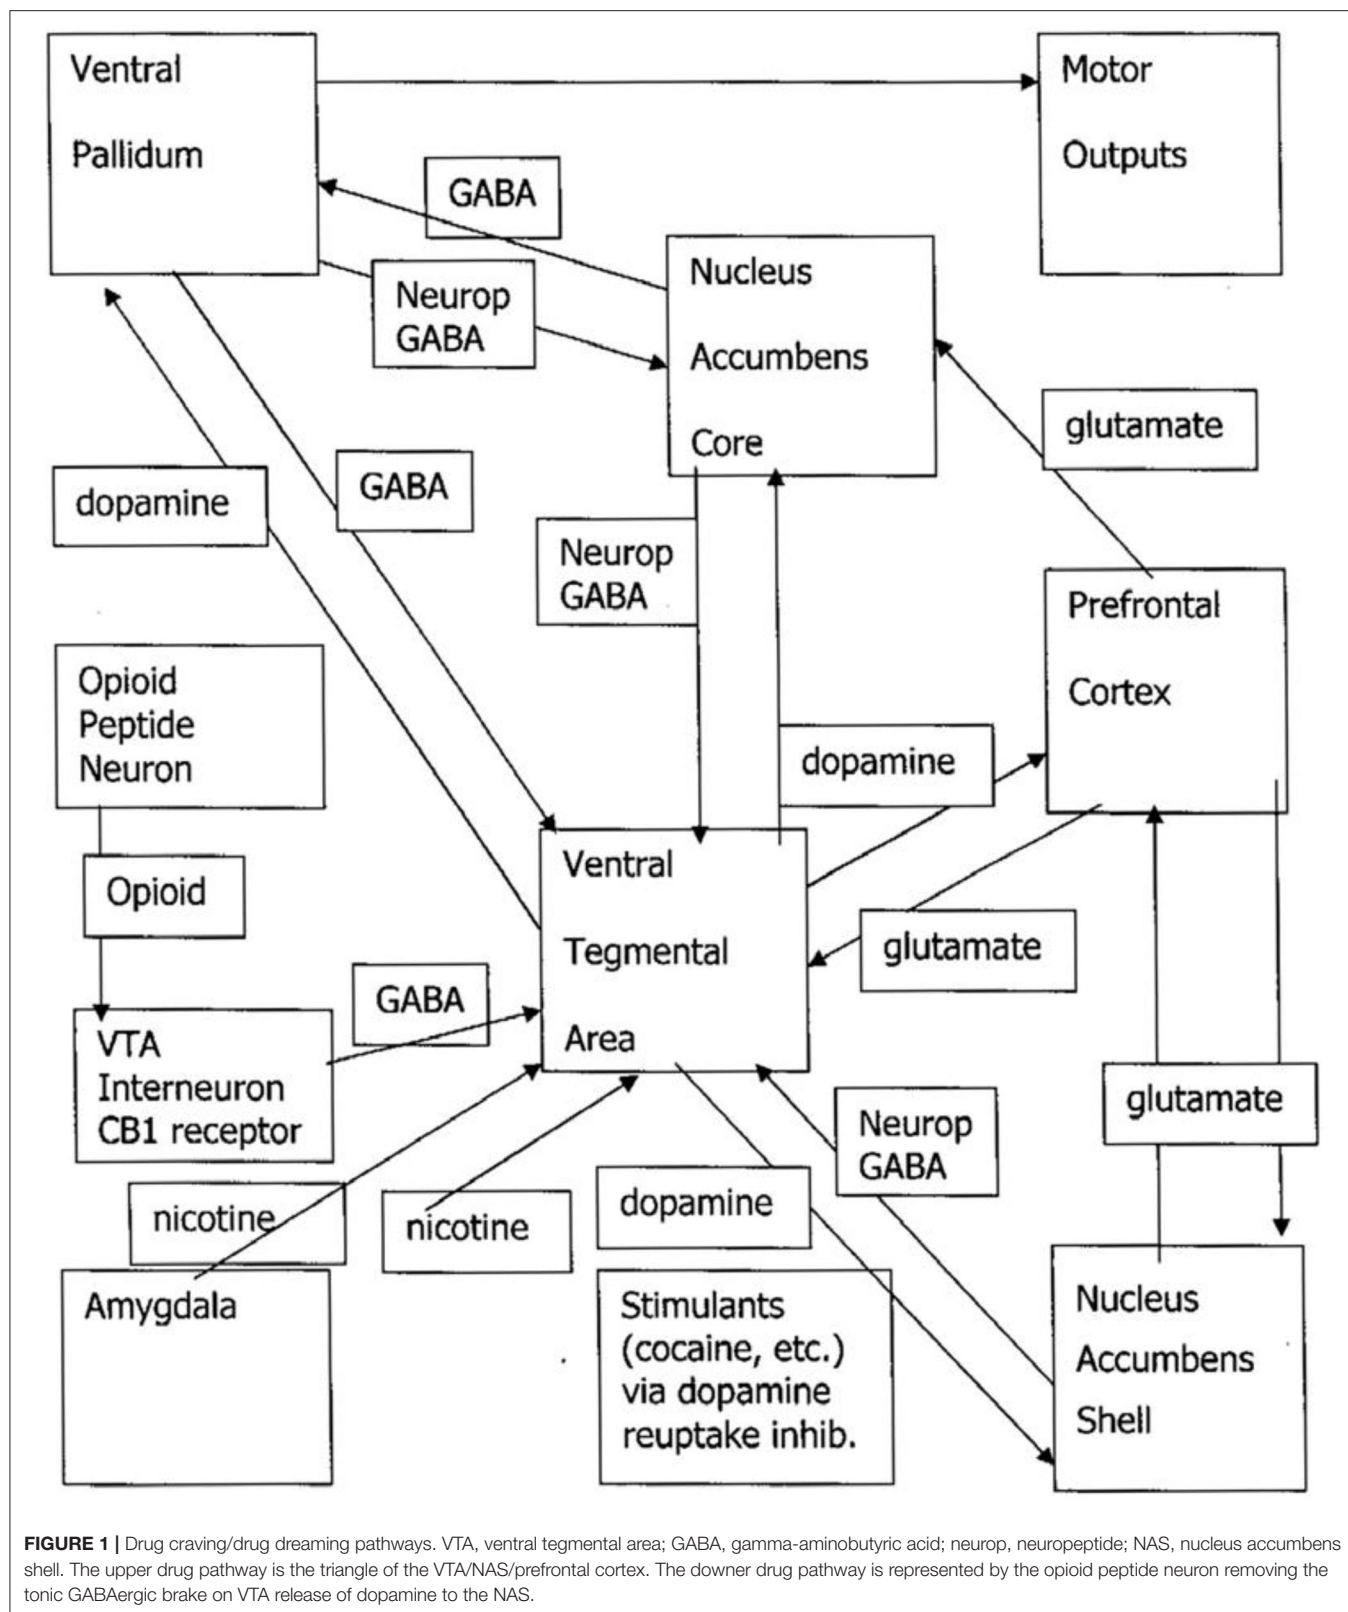 Ventral
Pallidum
Motor
Outputs
GABA
Nucleus
Accumbens
Core
Neurop
GABA
glutamate
GABA
dopamine
Neurop
GABA
Prefrontal
Cortex
Opioid
Peptide
Neuron
dopamine
Opioid
Ventral
Tegmental
Area
glutamate
GABA
VTA
Interneuron
CB1 receptor
glutamate
Neurop
GABA
nicotine
nicotine
dopamine
Amygdala
Stimulants
(cocaine, etc.)
via dopamine
reuptake inhib.
Nucleus
Accumbens
Shell
FIGURE 1 | Drug craving/drug dreaming pathways. VTA, ventral tegmental area; GABA, gamma-aminobutyric acid; neurop, neuropeptide; NAS, nucleus accumbens
shell. The upper drug pathway is the triangle of the VTA/NAS/prefrontal cortex. The downer drug pathway is represented by the opioid peptide neuron removing the
tonic GABAergic brake on VTA release of dopamine to the NAS.